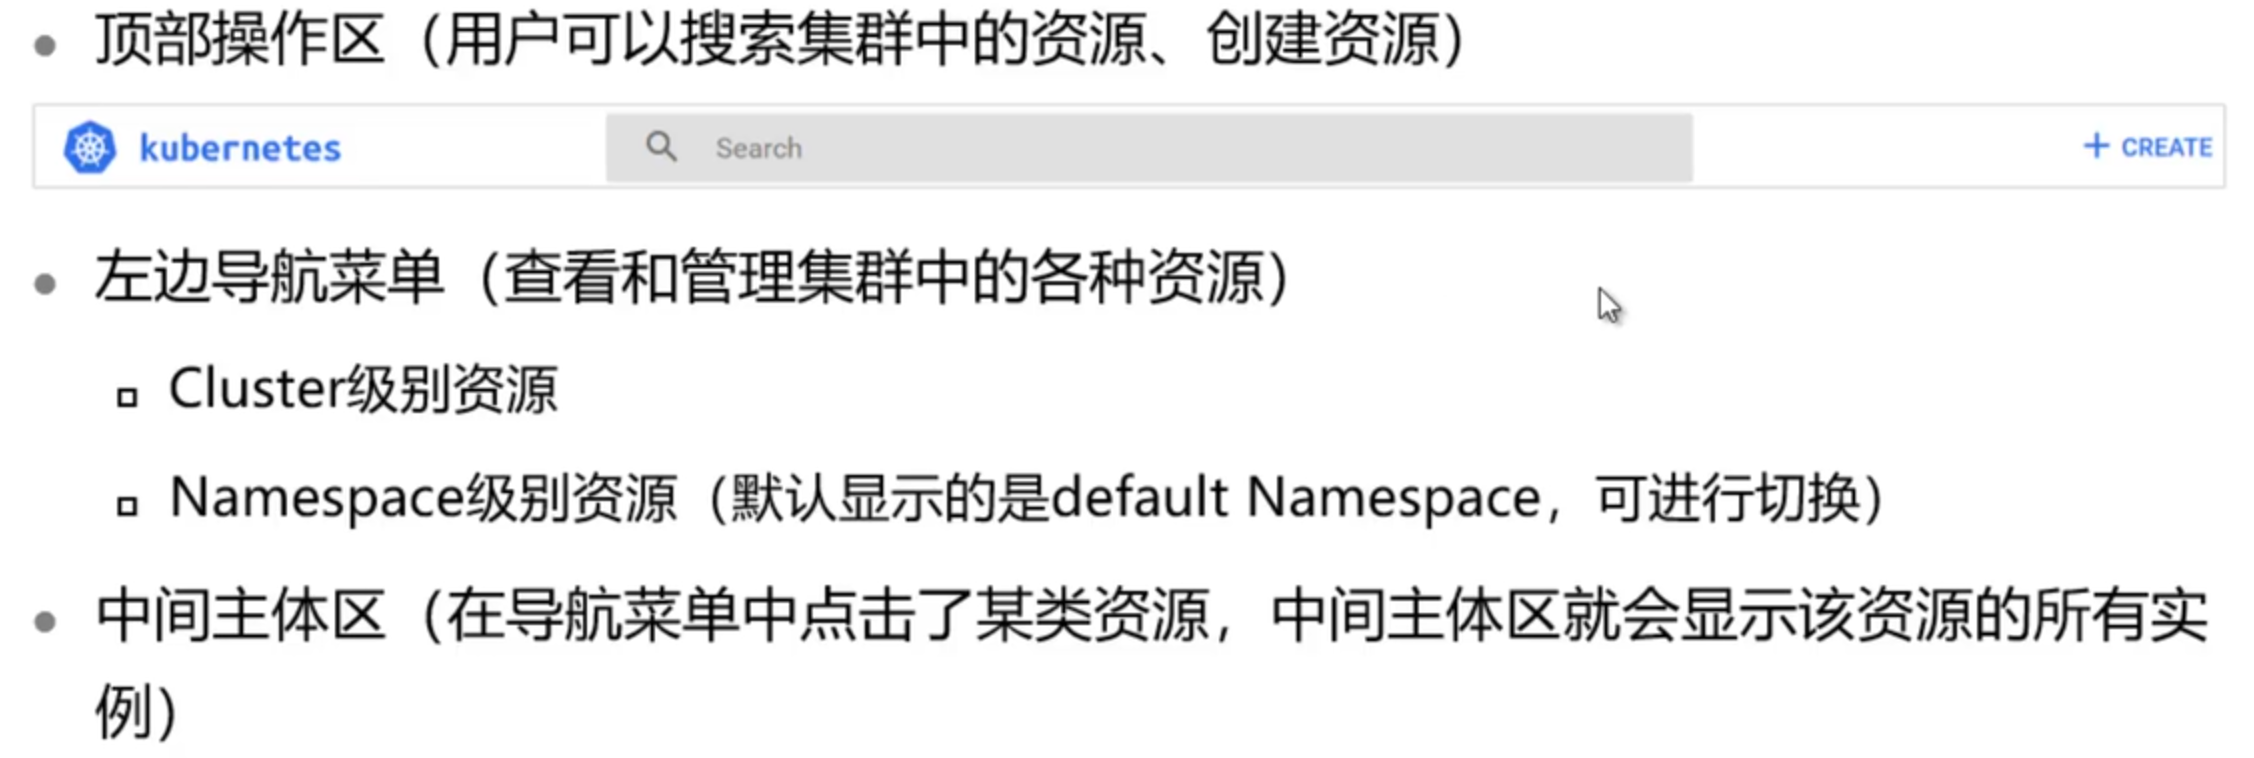 顶部操作区（用户可以搜索集群中的资源、创建资源）
kubernetes Search + CREATE
左边导航菜单（查看和管理集群中的各种资源）
Cluster级别资源
Namespace级别资源（默认显示的是default Namespace，可进行切换）
中间主体区（在导航菜单中点击了某类资源，中间主体区就会显示该资源的所有实
例）